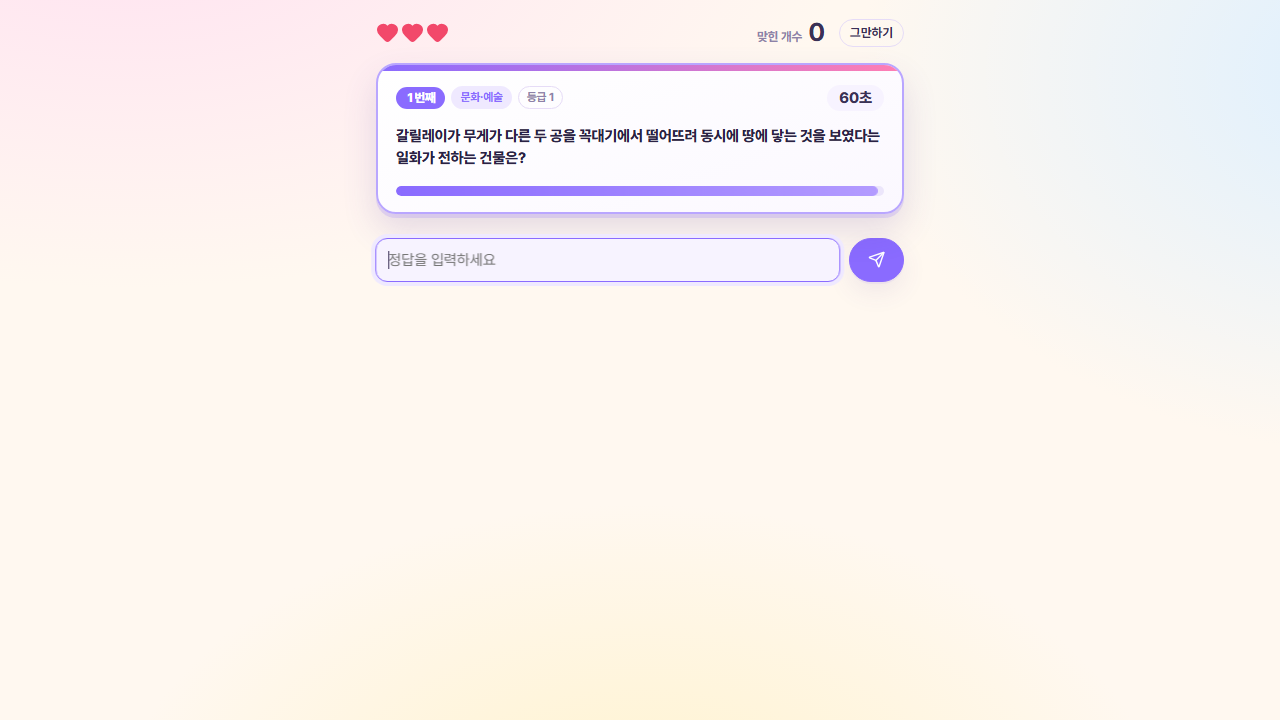 맞힌 개수 0 그만하기
1번째 문화·예술 등급 1 60초
갈릴레이가 무게가 다른 두 공을 꼭대기에서 떨어뜨려 동시에 땅에 닿는 것을 보였다는
일화가 전하는 건물은?
정답을 입력하세요